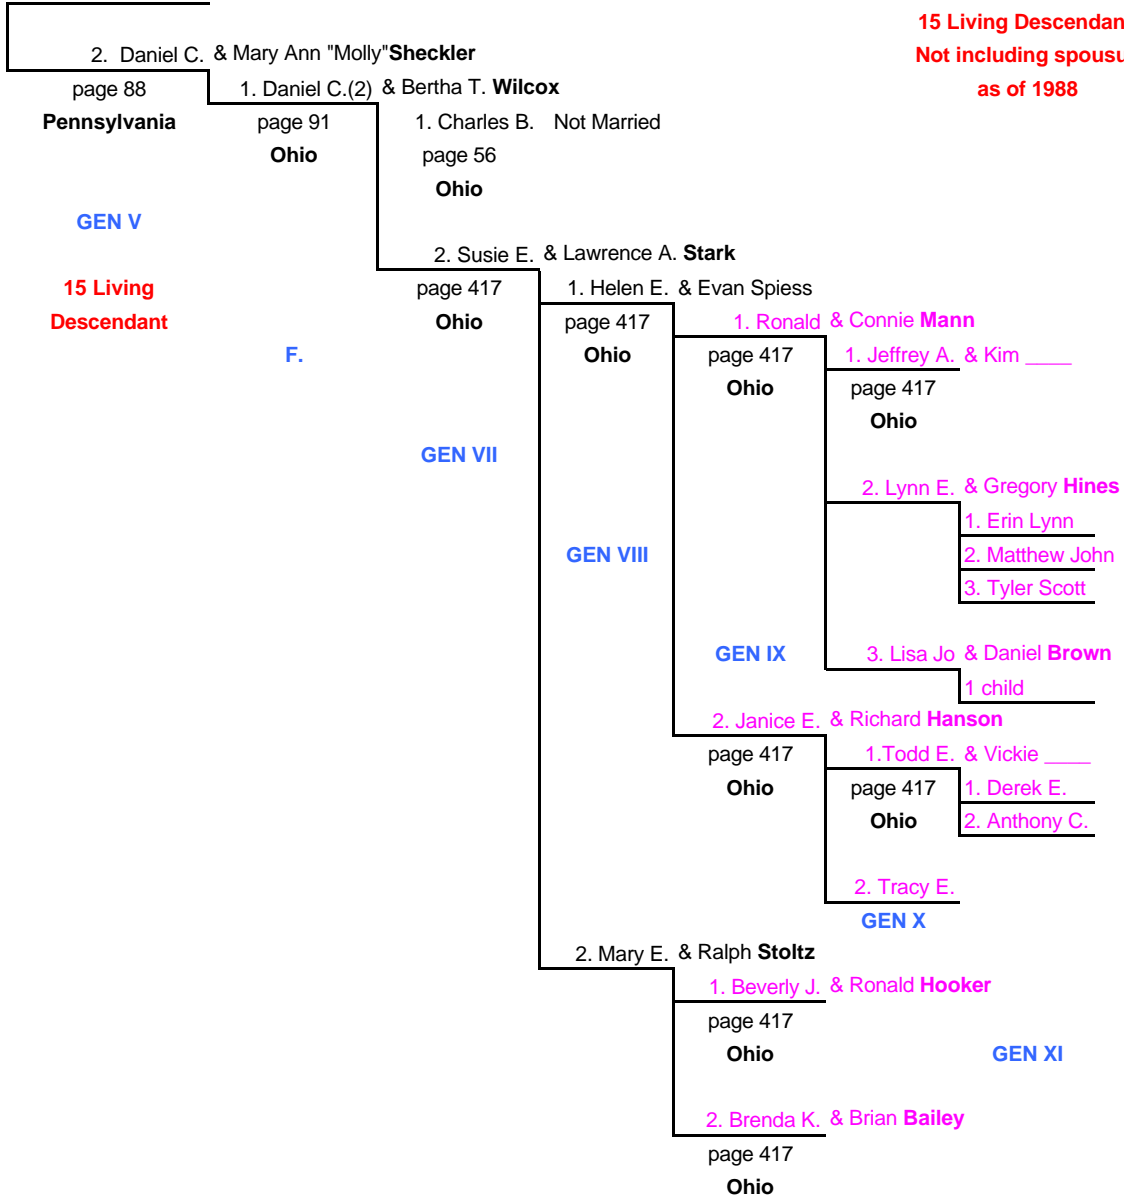 15 Living Descendan
2. Daniel C. & Mary Ann "Molly"Sheckler
Not including spousu
page 88
1. Daniel C.(2) & Bertha T. Wilcox
as of 1988
Pennsylvania
page 91
1. Charles B. Not Married
Ohio
page 56
Ohio
GEN V
2. Susie E. & Lawrence A. Stark
15 Living
page 417
1. Helen E. & Evan Spiess
Descendant
Ohio
page 417
1. Ronald & Connie Mann
F.
Ohio
page 417
1. Jeffrey A. & Kim ____
Ohio
page 417
Ohio
GEN VII
2. Lynn E. & Gregory Hines
1. Erin Lynn
GEN VIII
2. Matthew John
3. Tyler Scott
GEN IX
3. Lisa Jo & Daniel Brown
1 child
2. Janice E. & Richard Hanson
page 417
1.Todd E. & Vickie ____
Ohio
page 417
1. Derek E.
Ohio
2. Anthony C.
2. Tracy E.
GEN X
2. Mary E. & Ralph Stoltz
1. Beverly J. & Ronald Hooker
page 417
Ohio
GEN XI
2. Brenda K. & Brian Bailey
page 417
Ohio